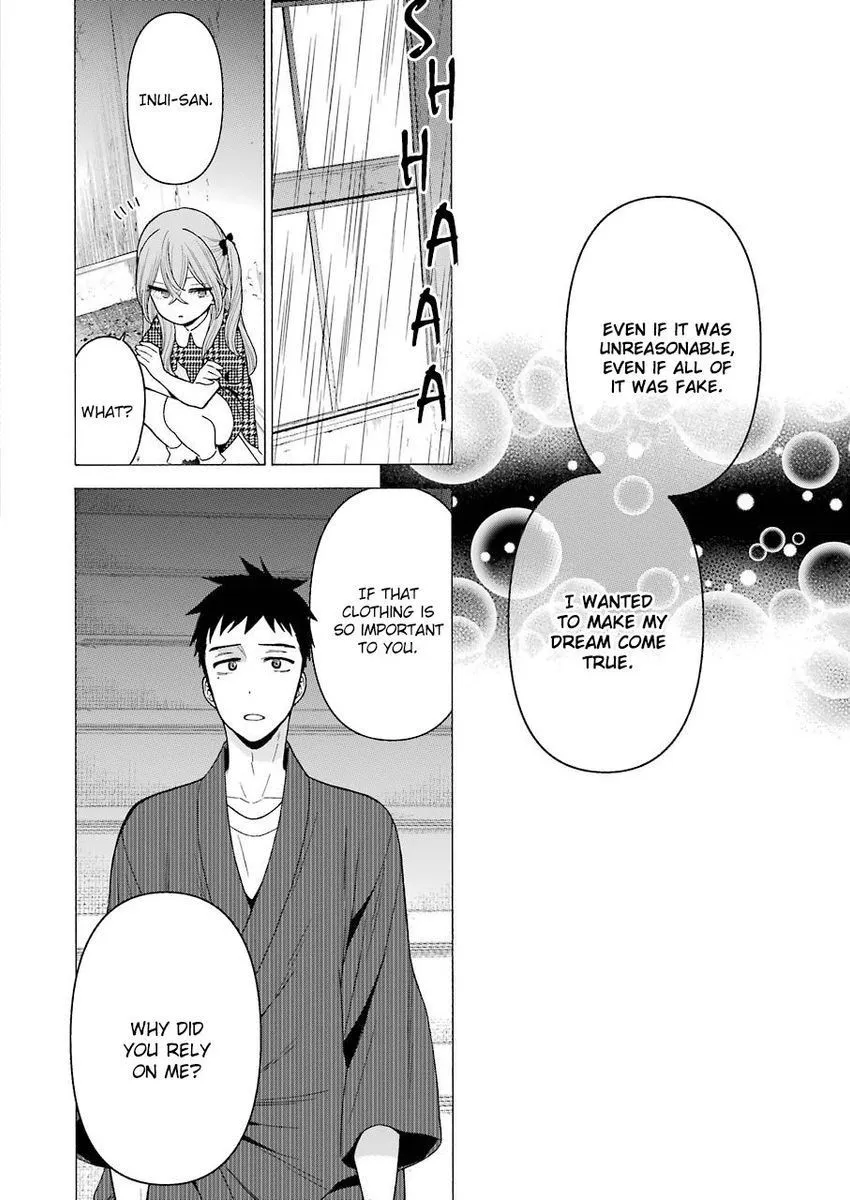 EVEN IF IT WAS
UNREASONABLE,
EVEN IF ALL OF
IT WAS FAKE.
I WANTED
TO MAKE MY
DREAM COME
TRUE.
SHHHAAAA
INUI-SAN.
WHAT?
IF THAT
CLOTHING IS
SO IMPORTANT
TO YOU.
WHY DID
YOU RELY
ON ME?